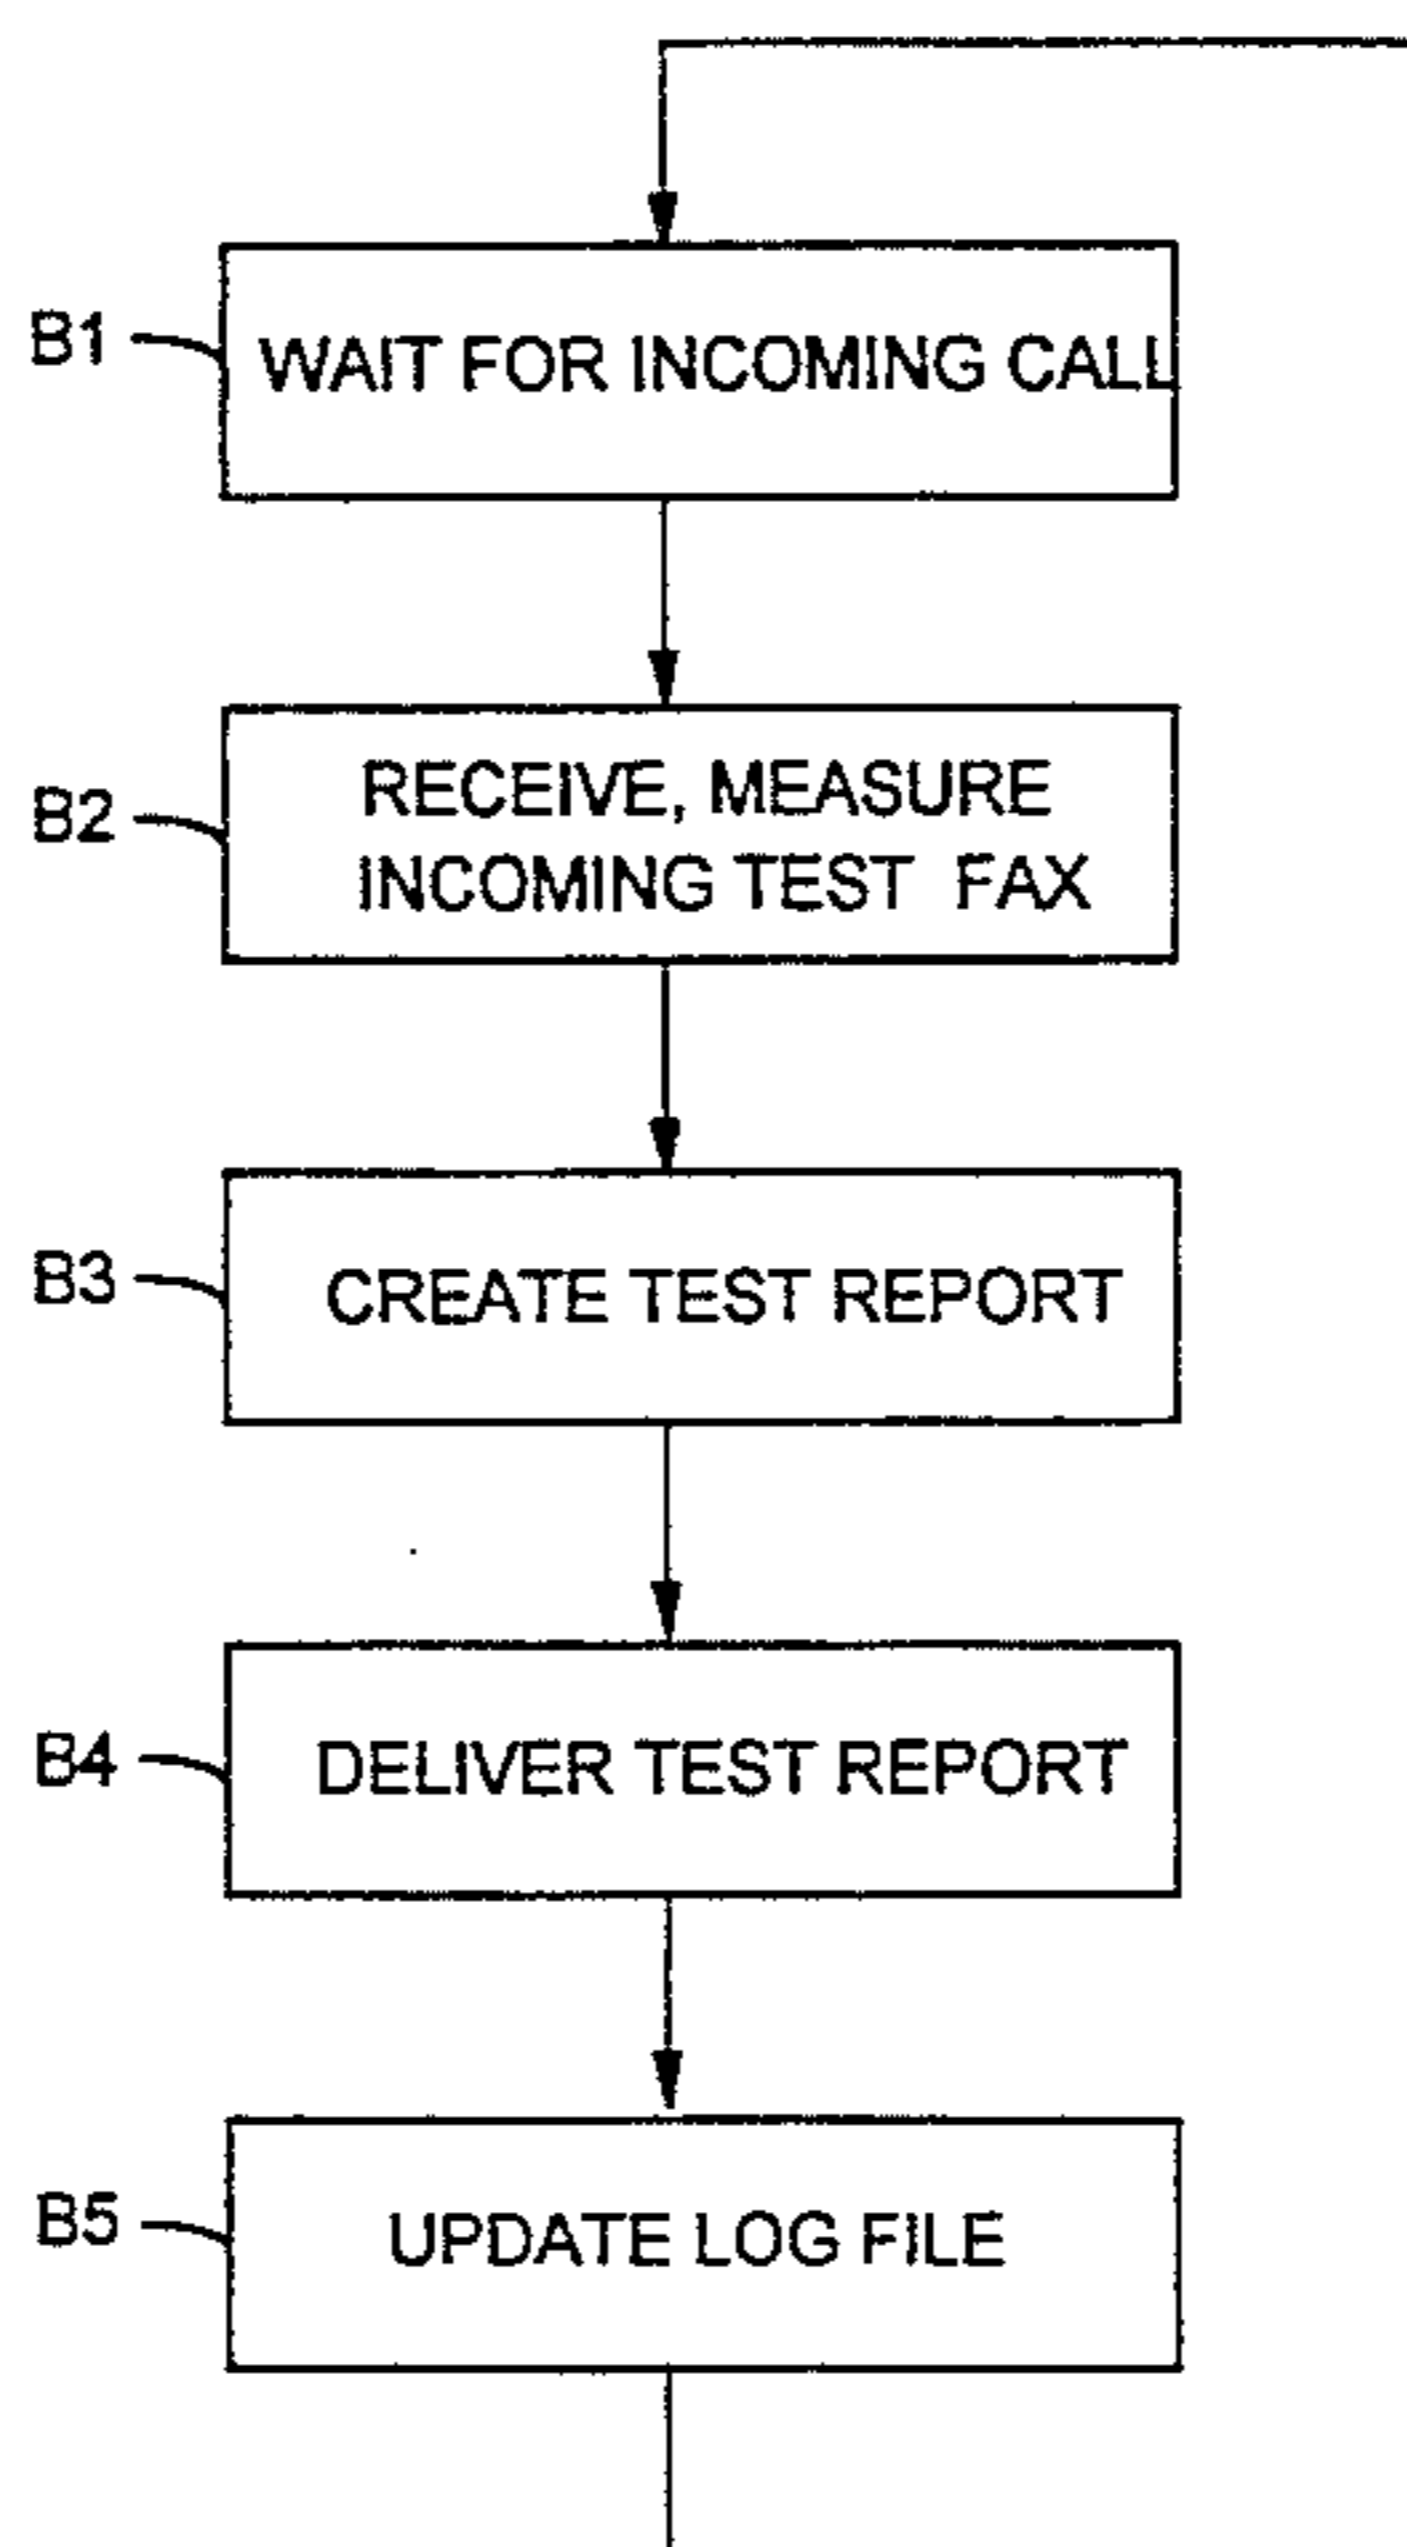 B1
WAIT FOR INCOMING CALL
B2
RECEIVE, MEASURE
INCOMING TEST FAX
B3
CREATE TEST REPORT
B4
DELIVER TEST REPORT
B5
UPDATE LOG FILE